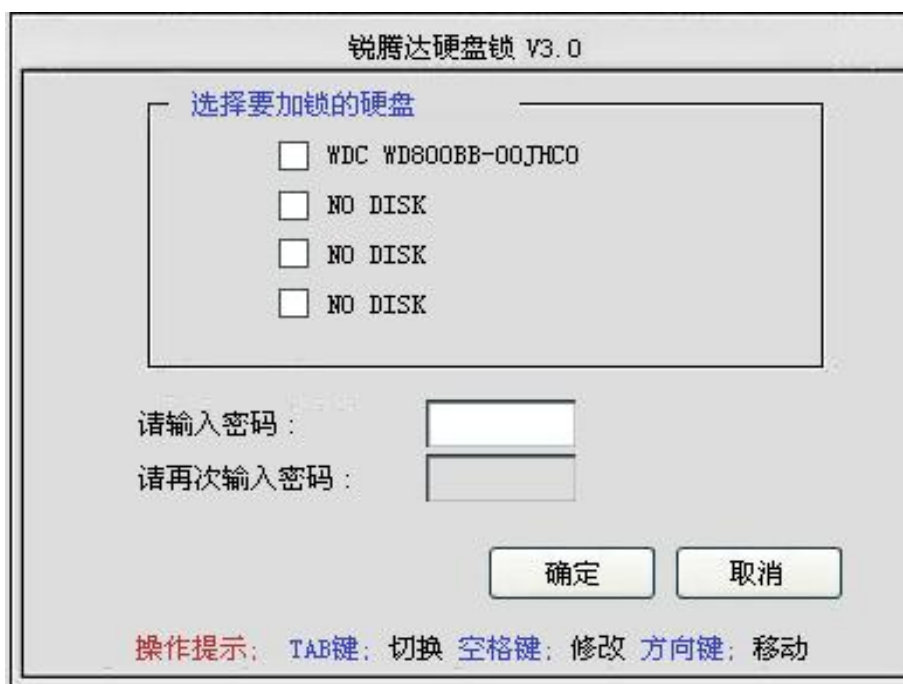 锐腾达硬盘锁 V3.0
选择要加锁的硬盘
WDC WD800BB-00JHC0
NO DISK
NO DISK
NO DISK
请输入密码：
请再次输入密码：
确定 取消
操作提示； TAB键；切换 空格键；修改 方向键；移动